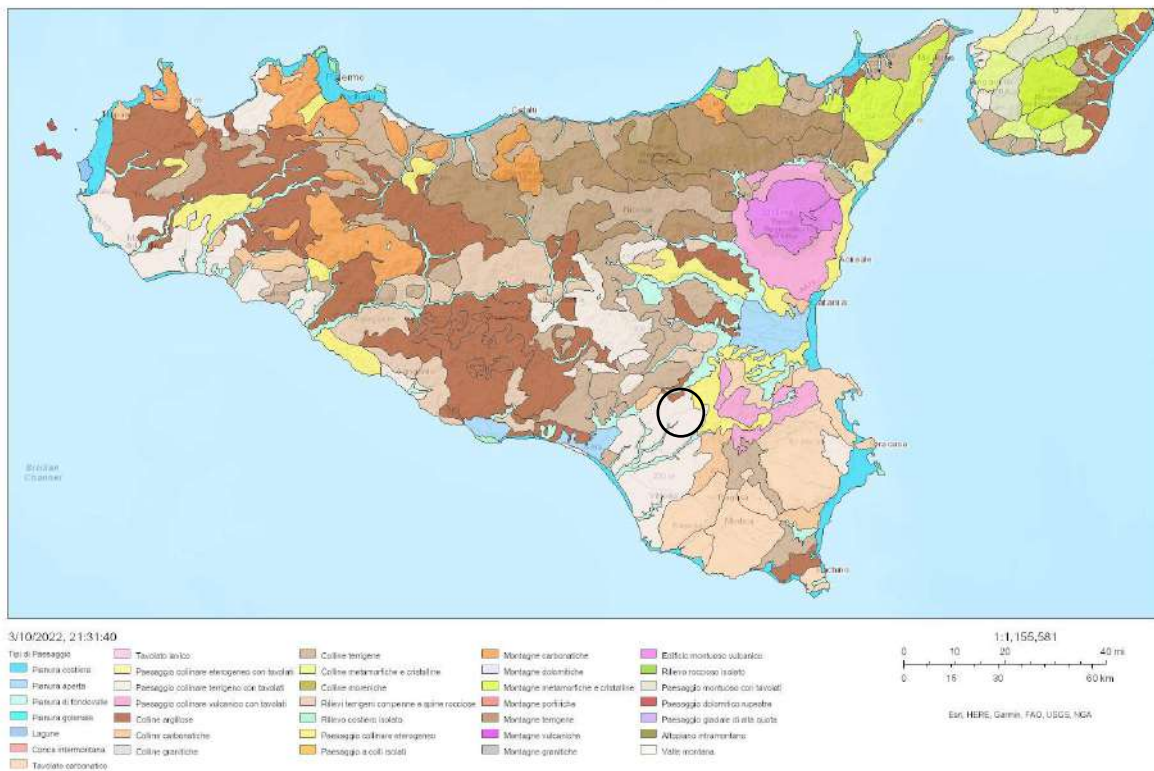 Cefalù
Acireale
Modica
Sicilian
Channel
3/10/2022, 21:31:40
1:1,155,581
Tipi di Paesaggio
Pianura costiera
Pianura aperta
Pianura di fondovalle
Pianura golenale
Lagune
Conca intermontana
Tavolato carbonatico
Tavolato lavico
Paesaggio collinare eterogeneo con tavolati
Paesaggio collinare terrigeno con tavolati
Paesaggio collinare vulcanico con tavolati
Colline argillose
Colline carbonatiche
Colline granitiche
Colline terrigene
Colline metamorfiche e cristalline
Colline moreniche
Rilievi terrigeni con penne e spine rocciose
Rilievo costiero isolato
Paesaggio collinare eterogeneo
Paesaggio a colli isolati
Montagne carbonatiche
Montagne dolomitiche
Montagne metamorfiche e cristalline
Montagne porfiriche
Montagne terrigene
Montagne vulcaniche
Montagne granitiche
Edificio montuoso vulcanico
Rilievo roccioso isolato
Paesaggio montuoso con tavolati
Paesaggio dolomitico rupestre
Paesaggio glaciale di alta quota
Altopiano intramontano
Valle montana
0 5 10 20 40 mi
0 16 30 60 km
Esri, HERE, Garmin, FAO, USGS, NGA